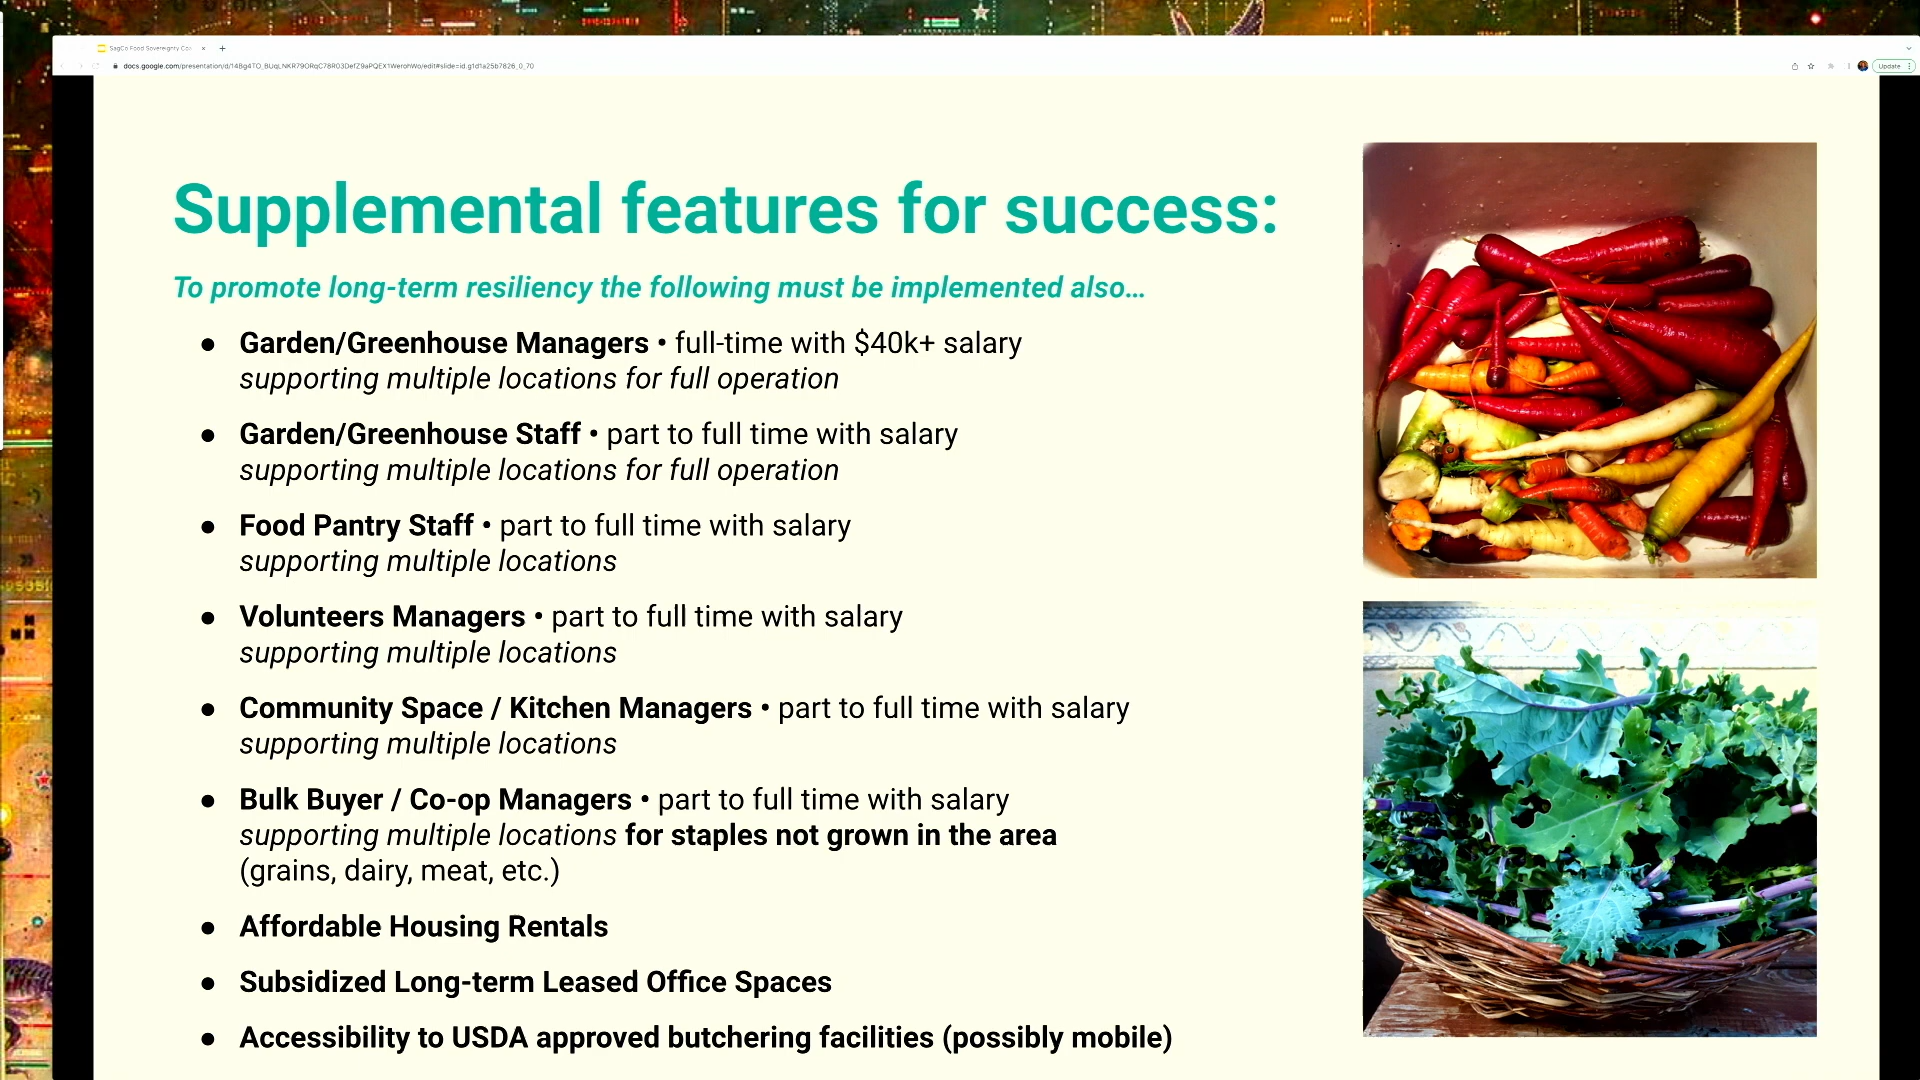 SagCo Food Sovereignty Co
Update
Supplemental features for success:
To promote long-term resiliency the following must be implemented also...
● Garden/Greenhouse Managers • full-time with $40k+ salary
supporting multiple locations for full operation
● Garden/Greenhouse Staff • part to full time with salary
supporting multiple locations for full operation
● Food Pantry Staff • part to full time with salary
supporting multiple locations
● Volunteers Managers • part to full time with salary
supporting multiple locations
● Community Space / Kitchen Managers • part to full time with salary
supporting multiple locations
● Bulk Buyer / Co-op Managers • part to full time with salary
supporting multiple locations for staples not grown in the area
(grains, dairy, meat, etc.)
● Affordable Housing Rentals
● Subsidized Long-term Leased Office Spaces
● Accessibility to USDA approved butchering facilities (possibly mobile)